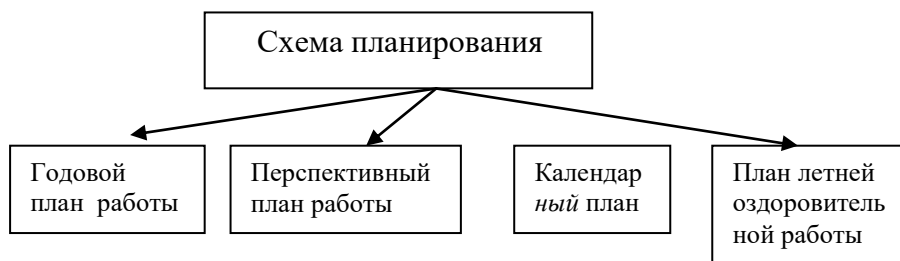 Схема планирования
Годовой
план работы
Перспективный
план работы
Календар
ный план
План летней
оздоровитель
ной работы